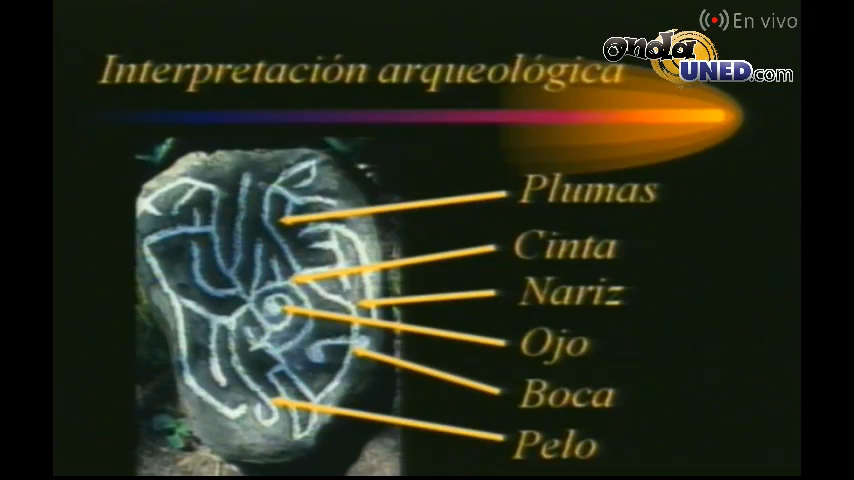 En vivo
onda
UNED.com
Interpretación arqueológica
Plumas
Cinta
Nariz
Ojo
Boca
Pelo